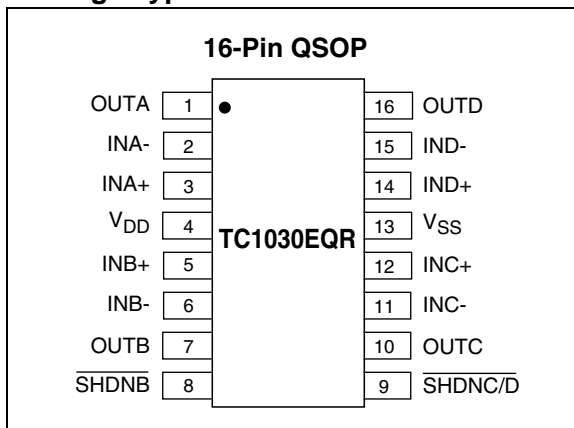 16-Pin QSOP
OUTA 1 16 OUTD
INA- 2 15 IND-
INA+ 3 14 IND+
VDD 4 13 VSS
TC1030EQR
INB+ 5 12 INC+
INB- 6 11 INC-
OUTB 7 10 OUTC
SHDNB 8 9 SHDNC/D